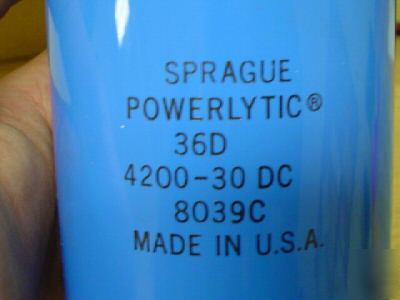 SPRAGUE
POWERLYTIC®
36D
4200-30 DC
8039C
MADE IN U.S.A.